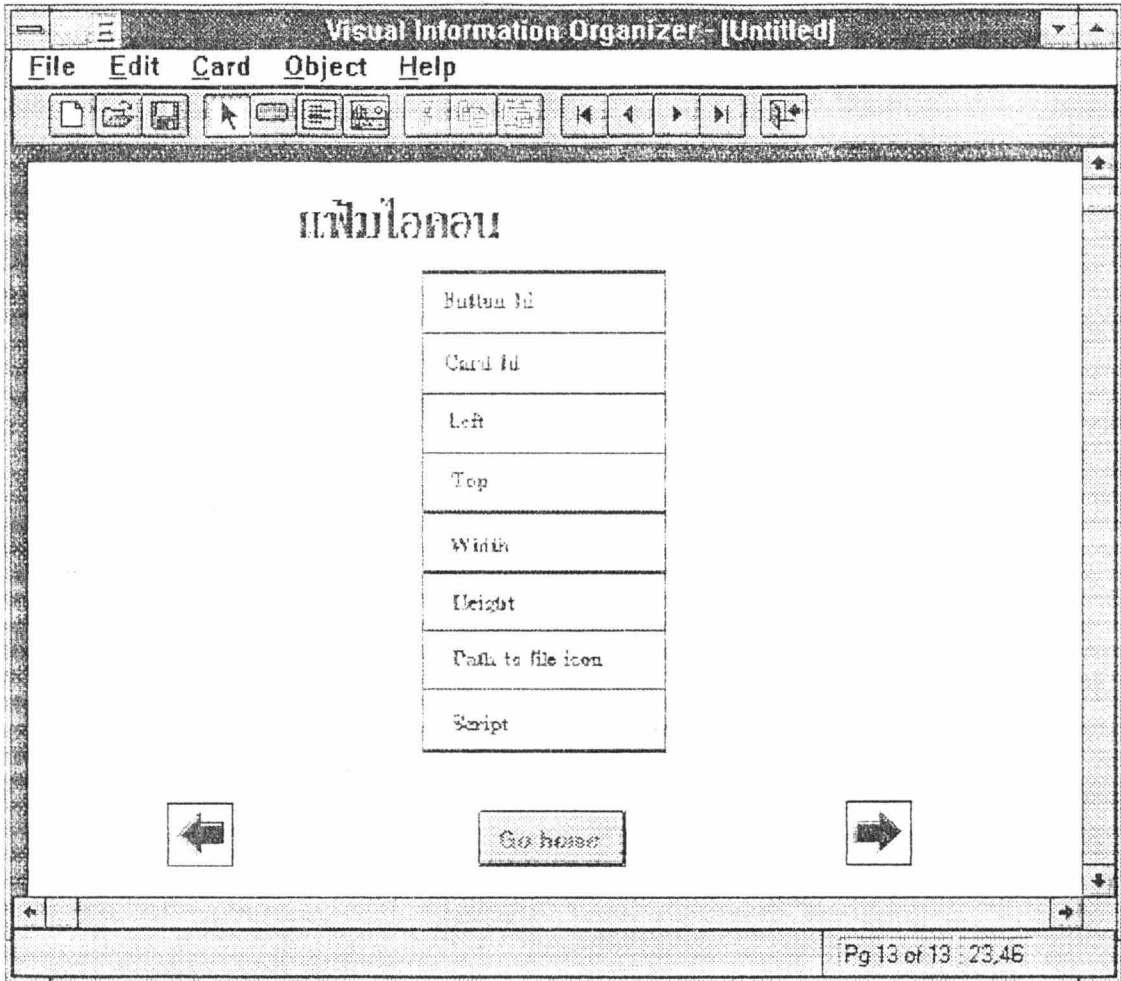 Visual Information Organizer - [Untitled]
File Edit Card Object Help
แฟ้มไอคอน
Button Id
Card Id
Left
Top
Width
Height
Path to file icon
Script
Go home
Pg 13 of 13 : 23,46